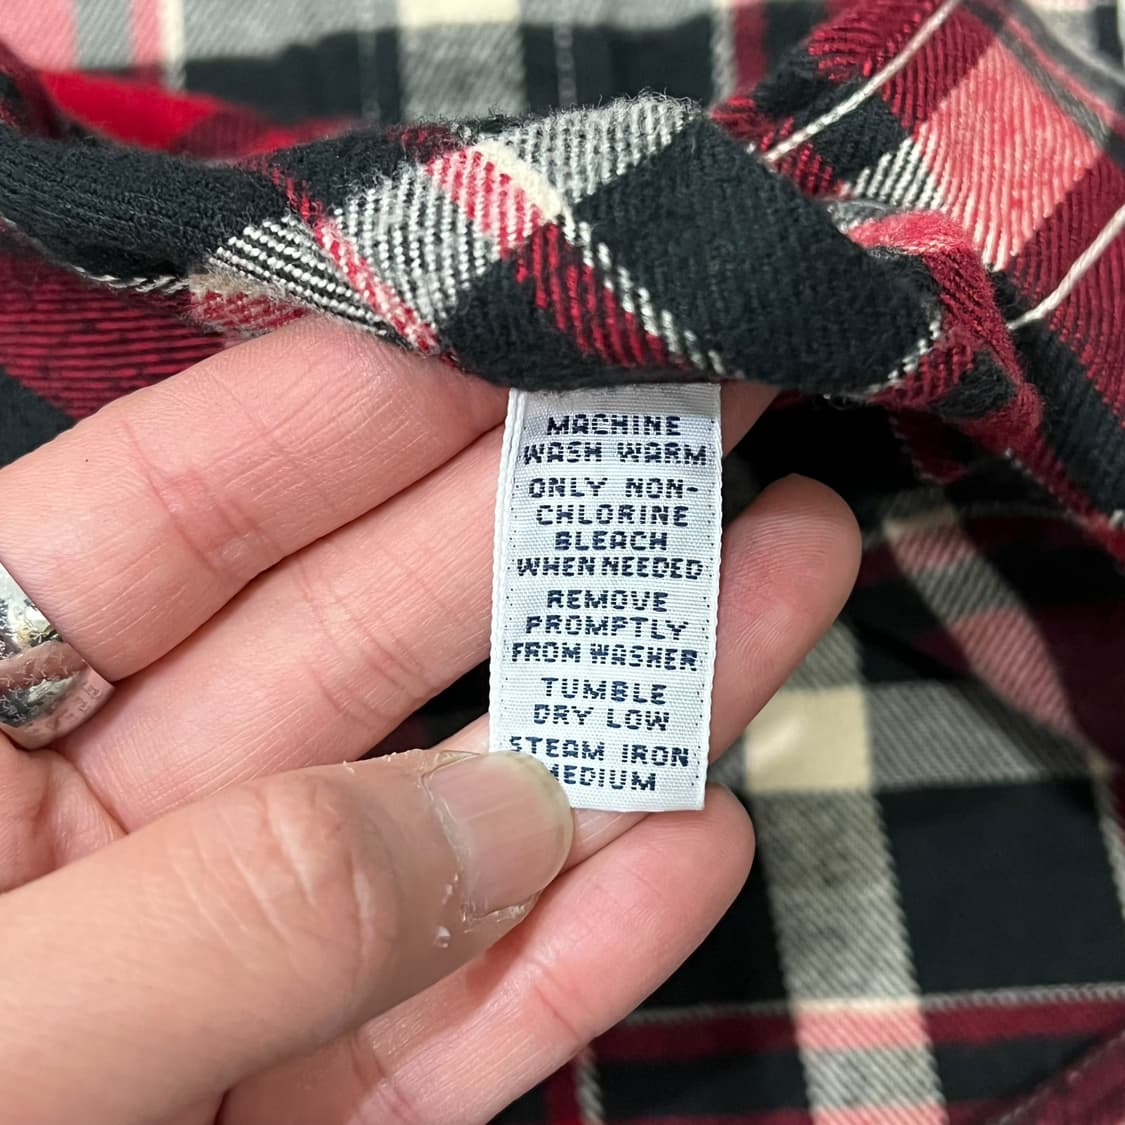 MACHINE
WASH WARM
ONLY NON-
CHLORINE
BLEACH
WHEN NEEDED
REMOVE
PROMPTLY
FROM WASHER
TUMBLE
DRY LOW
STEAM IRON
MEDIUM